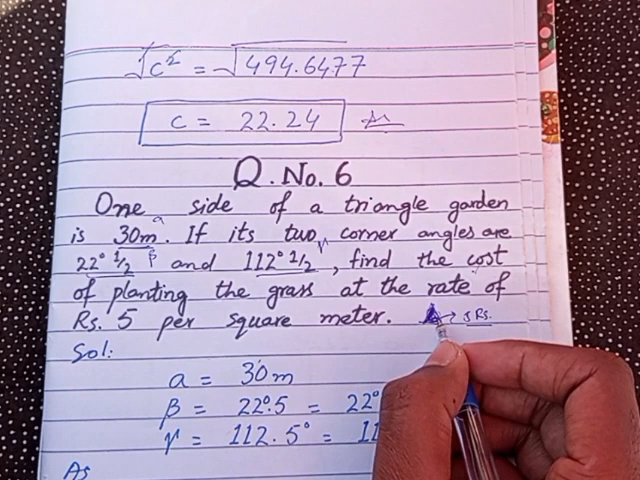 √c² = √494.6477
c = 22.24 Ans
Q. No. 6
One side of a triangle garden
a
is 30m. If its two corner angles are
β γ
22° 1/2 and 112° 1/2, find the cost
of planting the grass at the rate of
Rs. 5 per square meter. → 5 Rs.
Sol:
a = 30m
β = 22°.5 = 22°
γ = 112.5° = 11
As